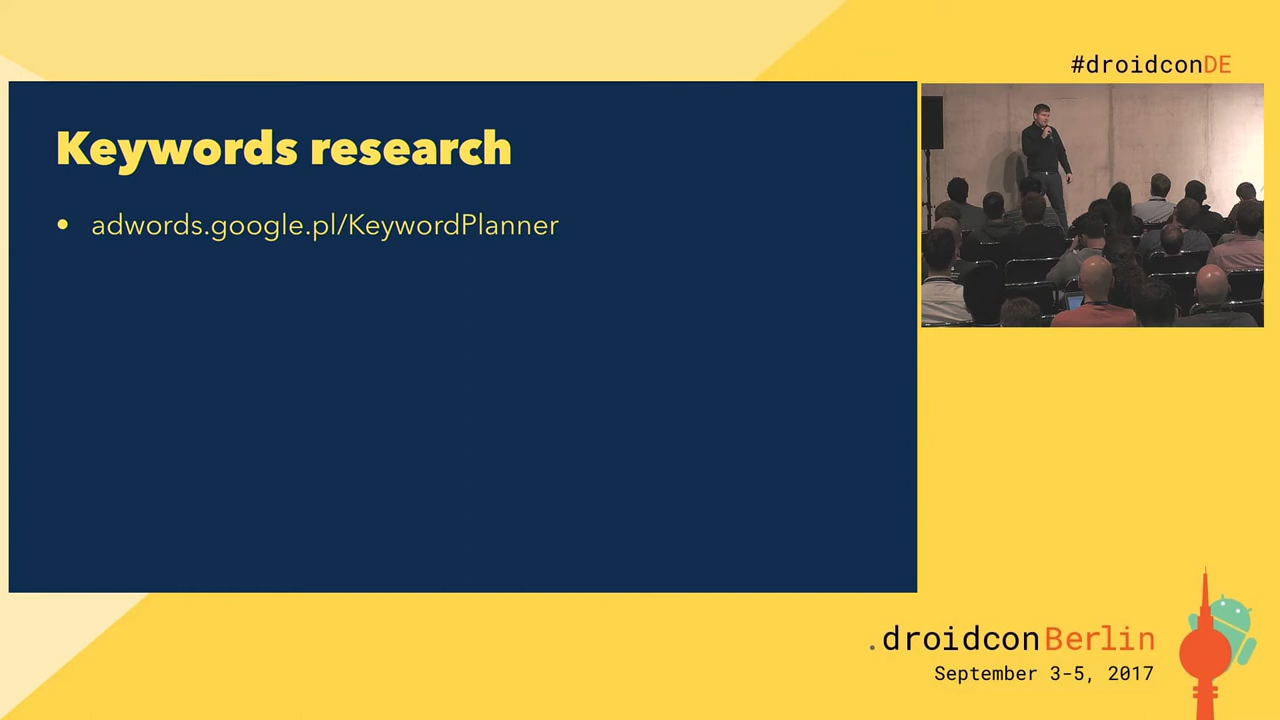 #droidconDE
Keywords research
• adwords.google.pl/KeywordPlanner
.droidconBerlin
September 3-5, 2017